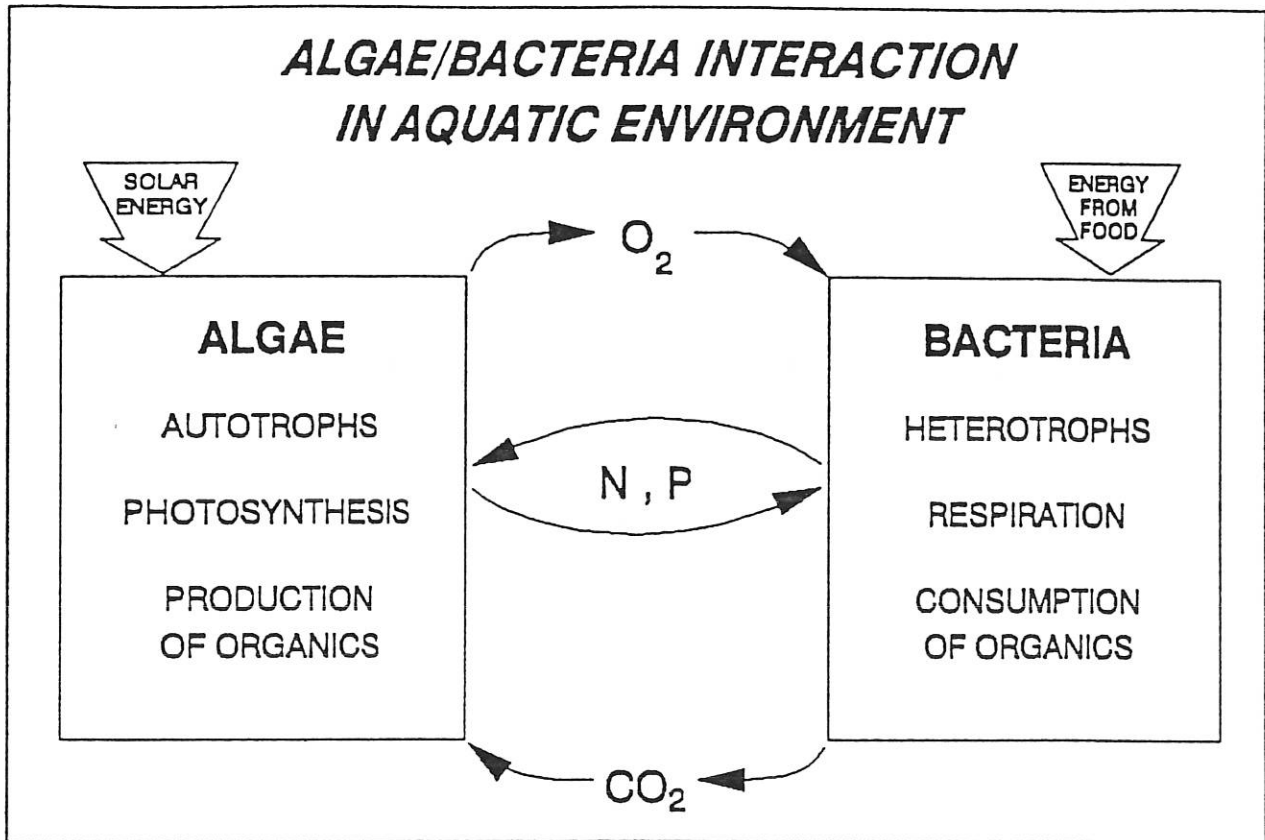 ALGAE/BACTERIA INTERACTION
IN AQUATIC ENVIRONMENT
SOLAR
ENERGY
ENERGY
FROM
FOOD
O₂
ALGAE
AUTOTROPHS
PHOTOSYNTHESIS
PRODUCTION
OF ORGANICS
N , P
BACTERIA
HETEROTROPHS
RESPIRATION
CONSUMPTION
OF ORGANICS
CO₂